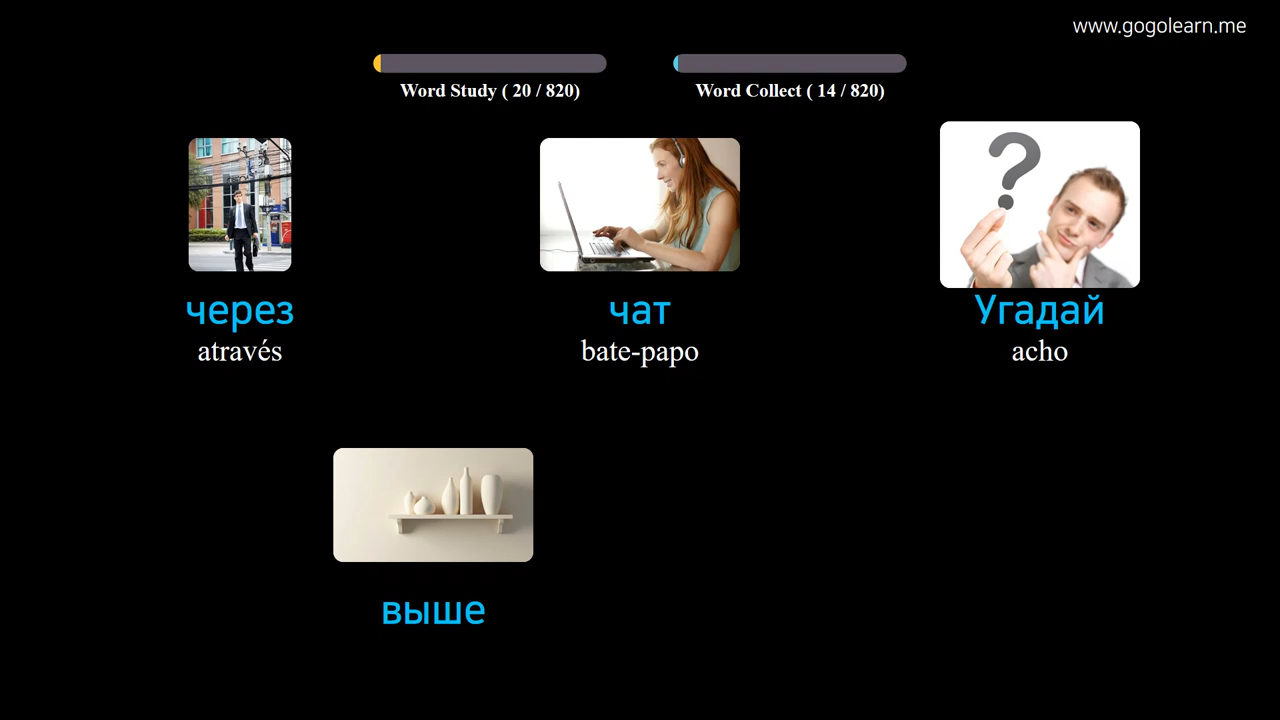 www.gogolearn.me
Word Study ( 20 / 820)
Word Collect ( 14 / 820)
через
чат
Угадай
através
bate-papo
acho
выше